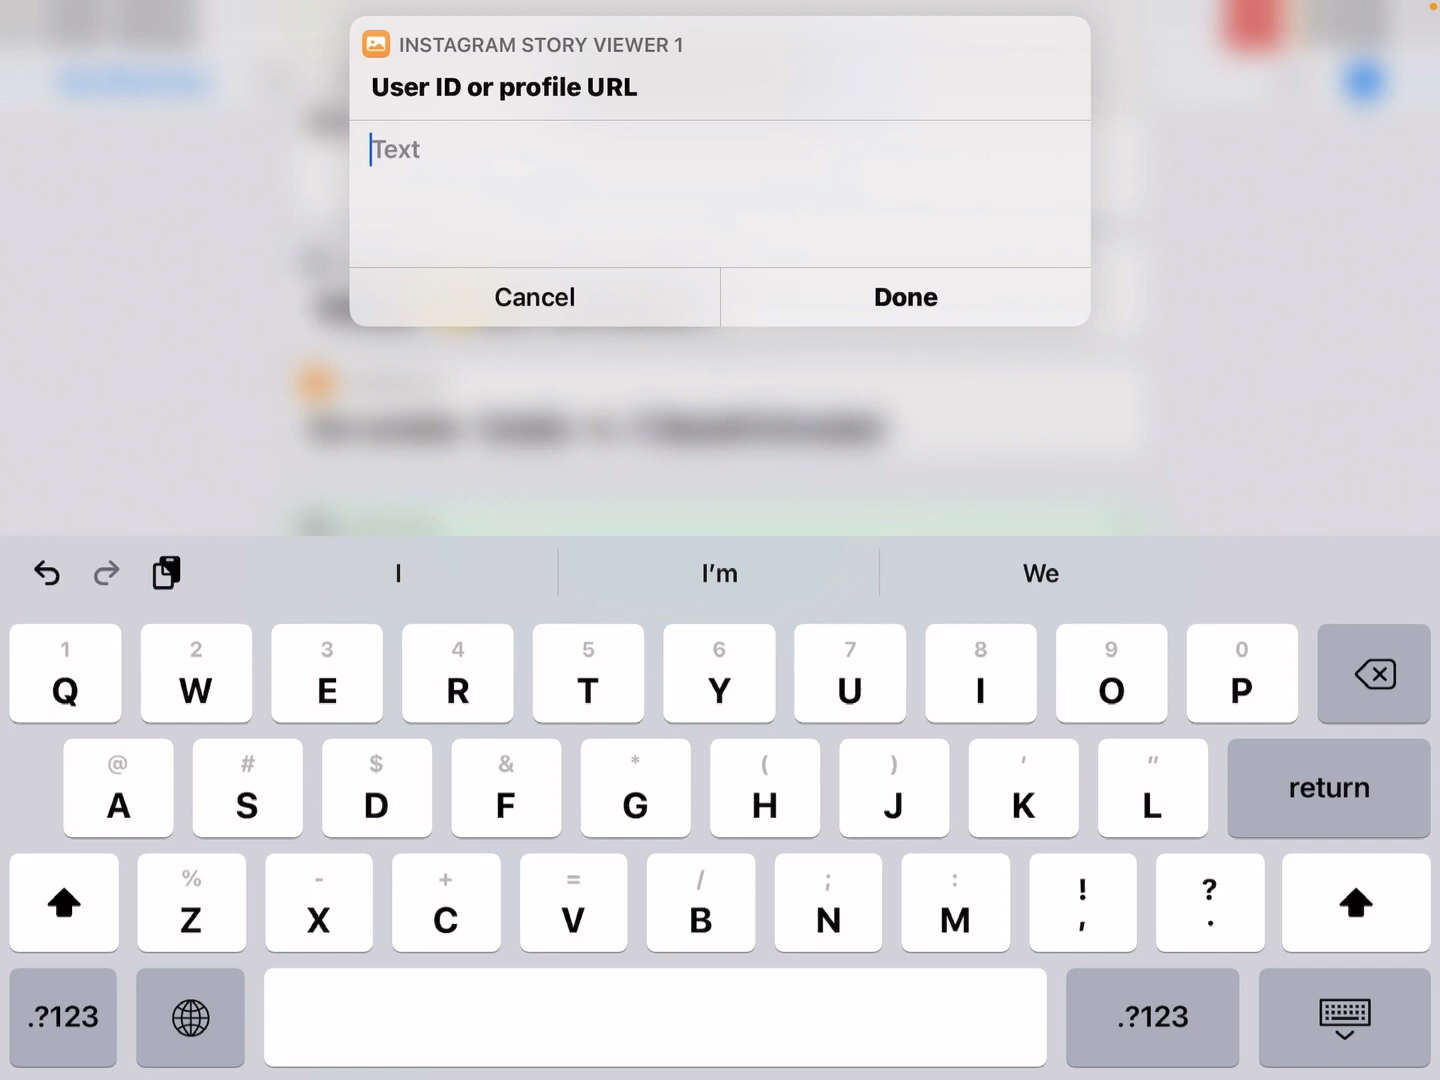 INSTAGRAM STORY VIEWER 1
User ID or profile URL
Text
Cancel Done
I I'm We
1 2 3 4 5 6 7 8 9 0
Q W E R T Y U I O P
@ # $ & * ( ) ' "
A S D F G H J K L return
% - + = / ; : ! ?
Z X C V B N M , .
.?123 .?123